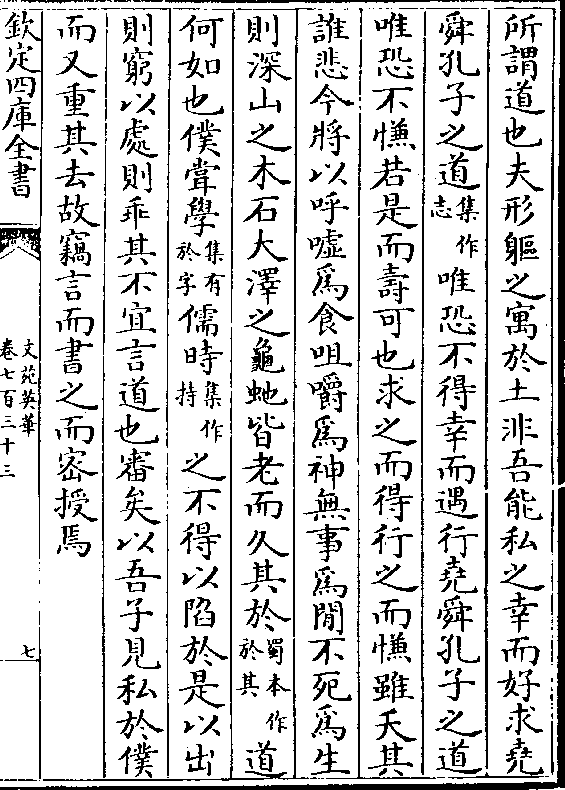 所謂道也夫形軀之寓於土非吾能私之幸而好求堯
舜孔子之道集作志唯恐不得幸而遇行堯舜孔子之道
唯恐不慊若是而壽可也求之而得行之而慊雖夭其
誰悲今將以呼噓爲食咀嚼爲神無事爲閒不死爲生
則深山之木石大澤之龜虵皆老而久其於蜀本作於其道
何如也僕嘗學集有於字儒時集作持之不得以陷於是以出
則窮以處則乖其不宜言道也審矣以吾子見私於僕
而又重其去故竊言而書之而密授焉
欽定四庫全書
文苑英華
卷七百三十三
七